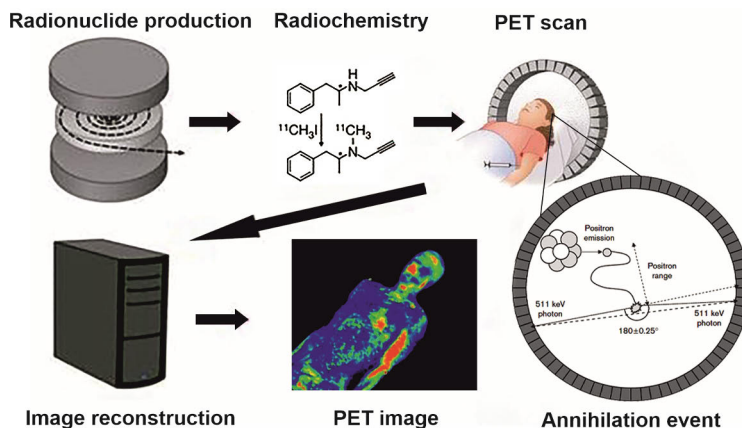 Radionuclide production
Radiochemistry
PET scan
H
N
¹¹CH₃I
¹¹CH₃
N
Positron
emission
Positron
range
511 keV
photon
511 keV
photon
180±0.25°
Image reconstruction
PET image
Annihilation event